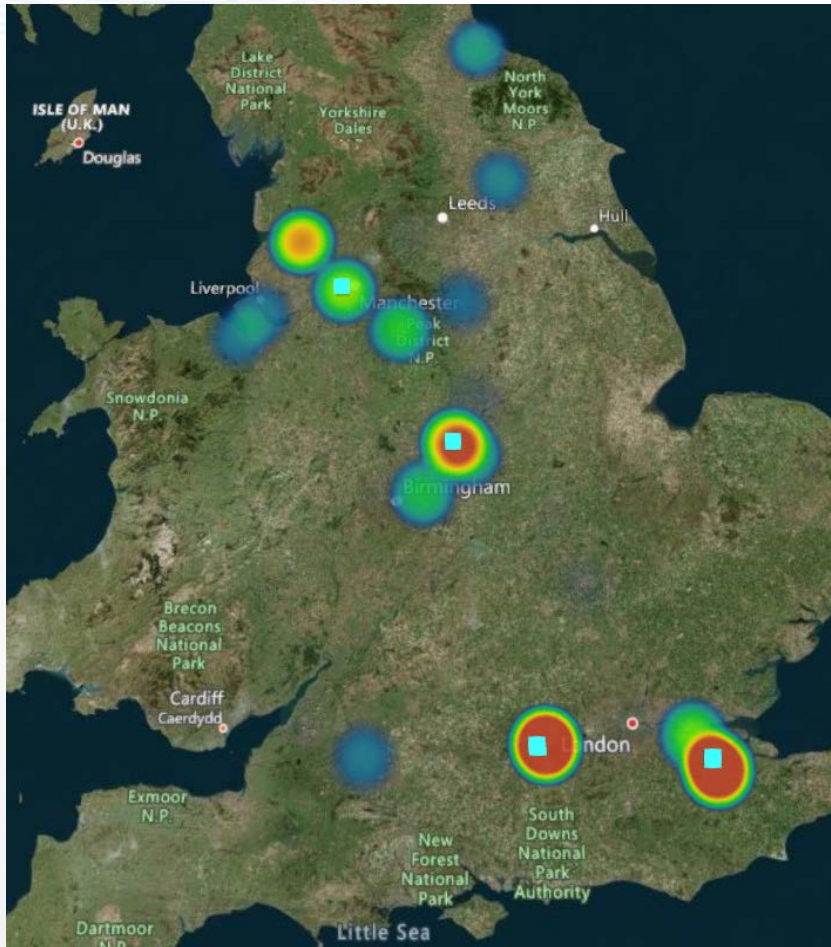 Lake
District
National
Park
North
York
Moors
N.P.
ISLE OF MAN
(U.K.)
Douglas
Yorkshire
Dales
Leeds
Hull
Liverpool
Manchester
Peak
District
N.P.
Snowdonia
N.P.
Birmingham
Brecon
Beacons
National
Park
Cardiff
Caerdydd
London
Exmoor
N.P.
South
Downs
National
Park
Authority
New
Forest
National
Park
Dartmoor
N.P.
Little Sea